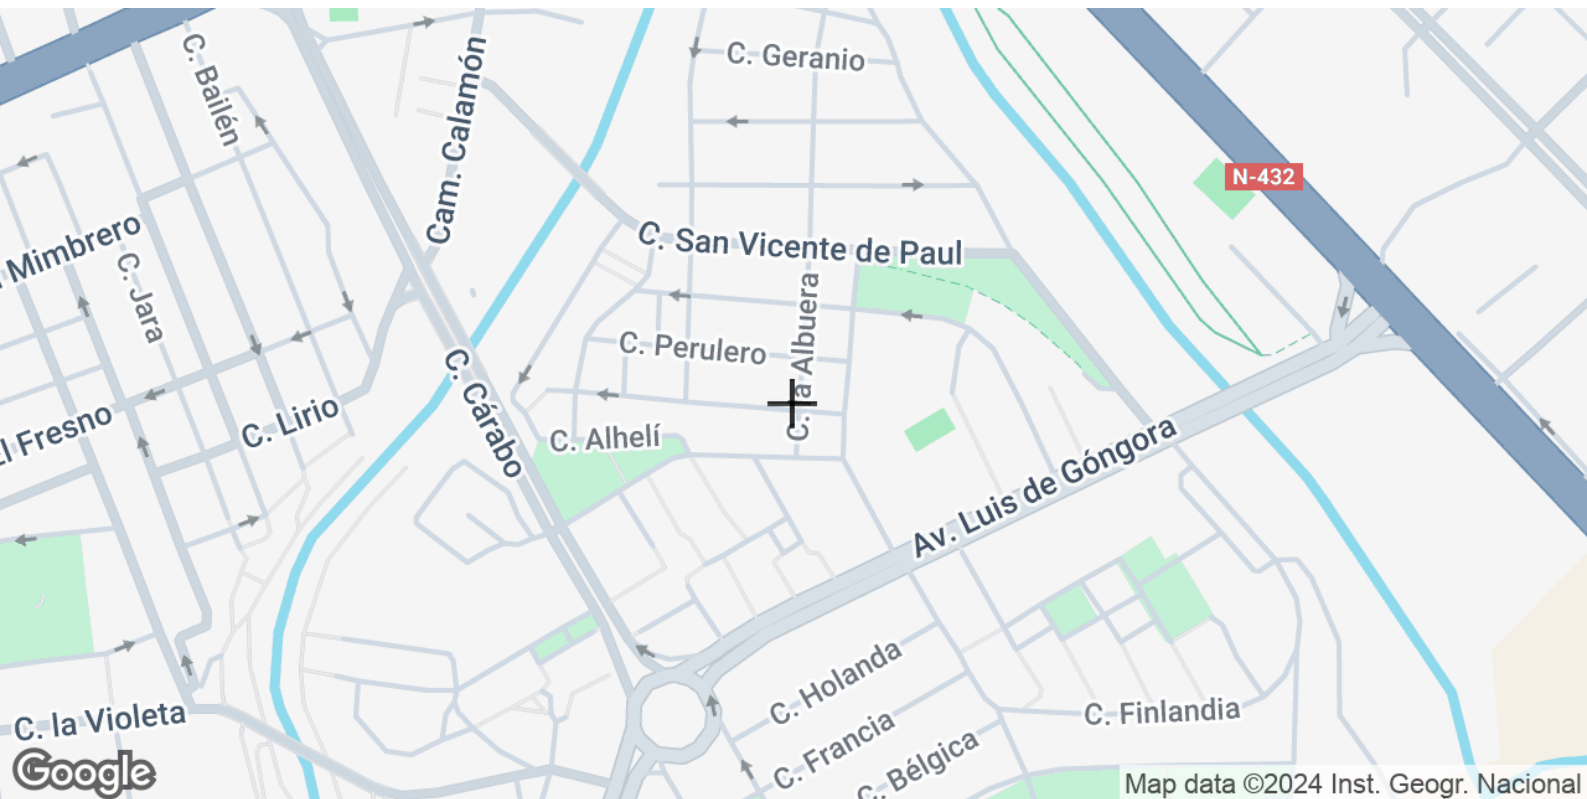 C. Geranio
C. Bailén
Cam. Calamón
N-432
Mimbrero
C. San Vicente de Paul
C. Jara
C. la Albuera
C. Perulero
C. Cárabo
C. Lirio
El Fresno
C. Alhelí
Av. Luis de Góngora
C. Holanda
C. la Violeta
C. Finlandia
C. Francia
C. Bélgica
Google
Map data ©2024 Inst. Geogr. Nacional